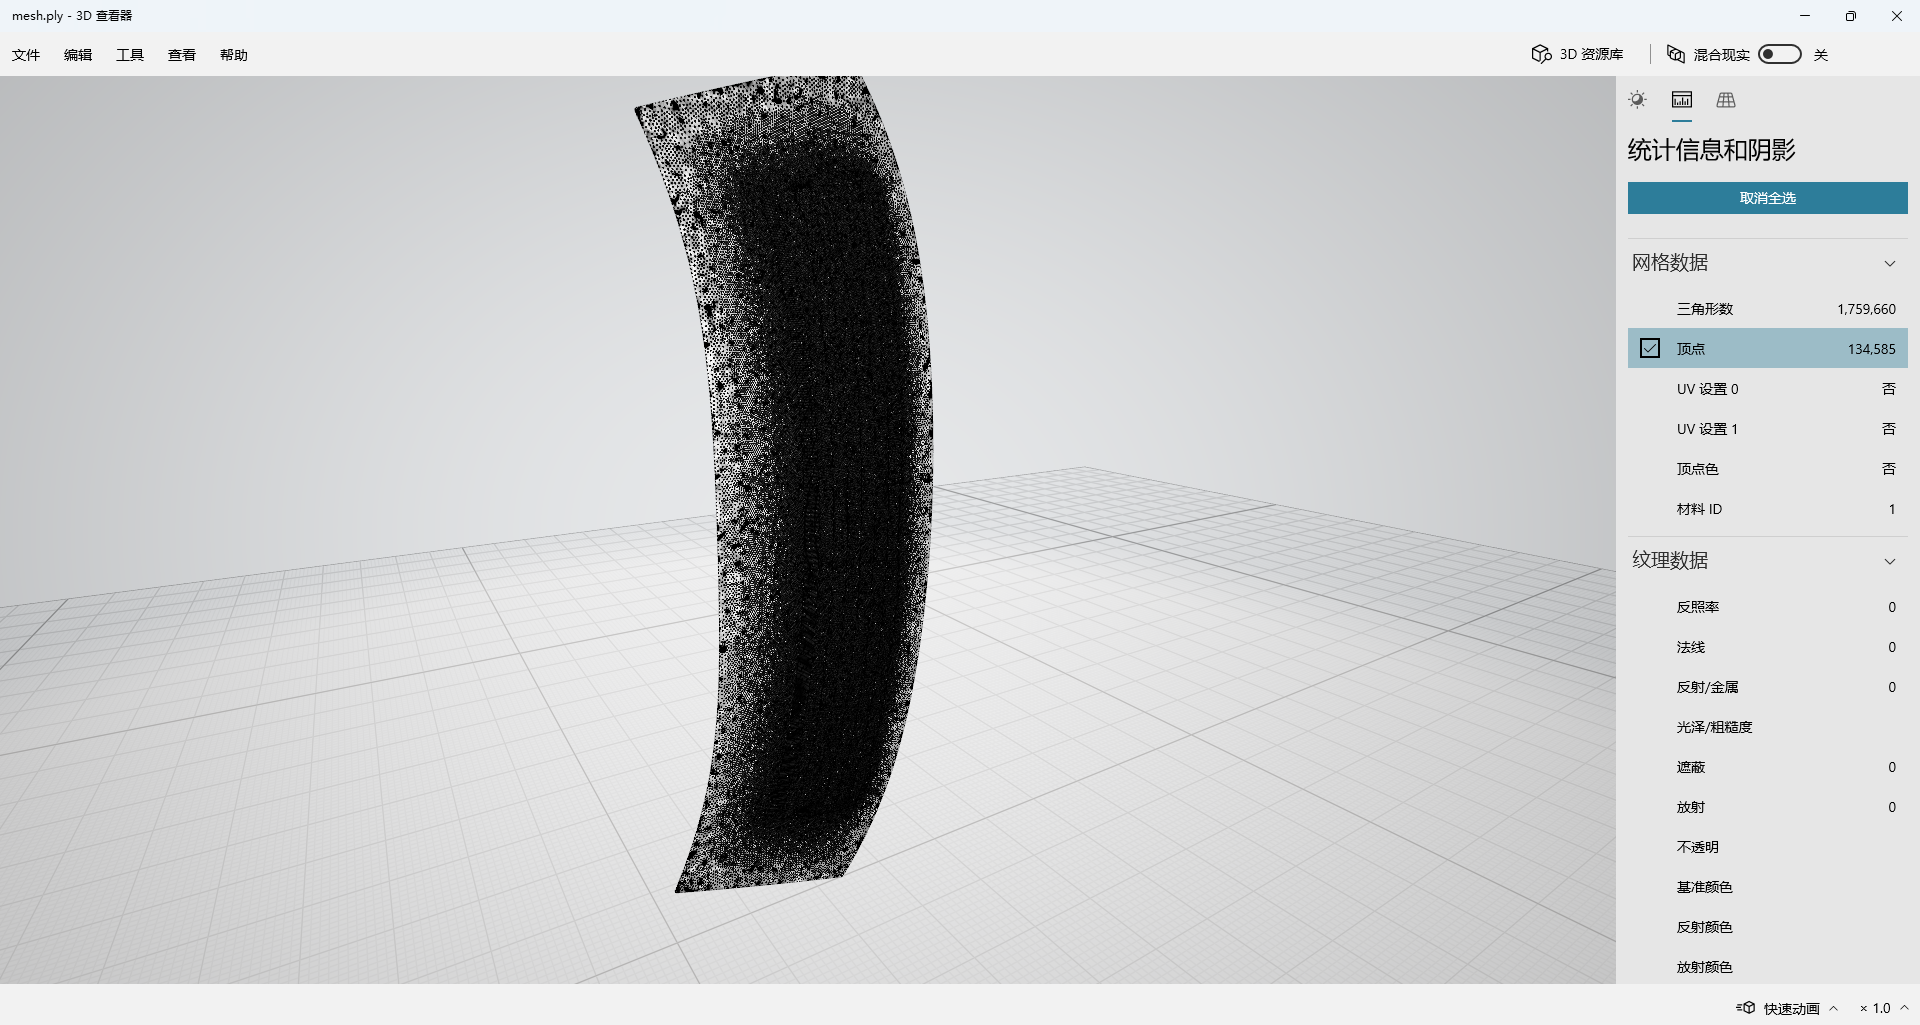 mesh.ply - 3D 查看器
文件 编辑 工具 查看 帮助
3D 资源库 混合现实 关
统计信息和阴影
取消全选
网格数据
三角形数 1,759,660
顶点 134,585
UV 设置 0 否
UV 设置 1 否
顶点色 否
材料 ID 1
纹理数据
反照率 0
法线 0
反射/金属 0
光泽/粗糙度
遮蔽 0
放射 0
不透明
基准颜色
反射颜色
放射颜色
快速动画 × 1.0